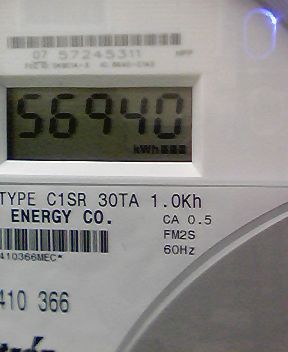 07 57245311
56940
kWh
TYPE C1SR 30TA 1.0Kh
ENERGY CO.
CA 0.5
FM2S
60Hz
410366MEC*
410 366